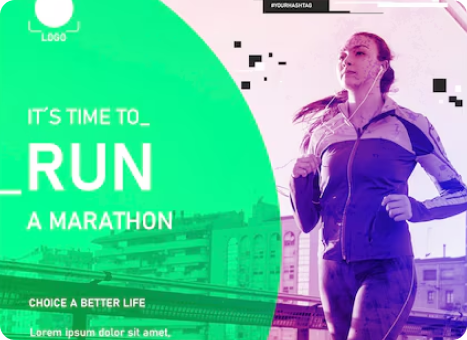 LOGO
#YOURHASHTAG
IT´S TIME TO_
_RUN
A MARATHON
CHOICE A BETTER LIFE
Lorem ipsum dolor sit amet,